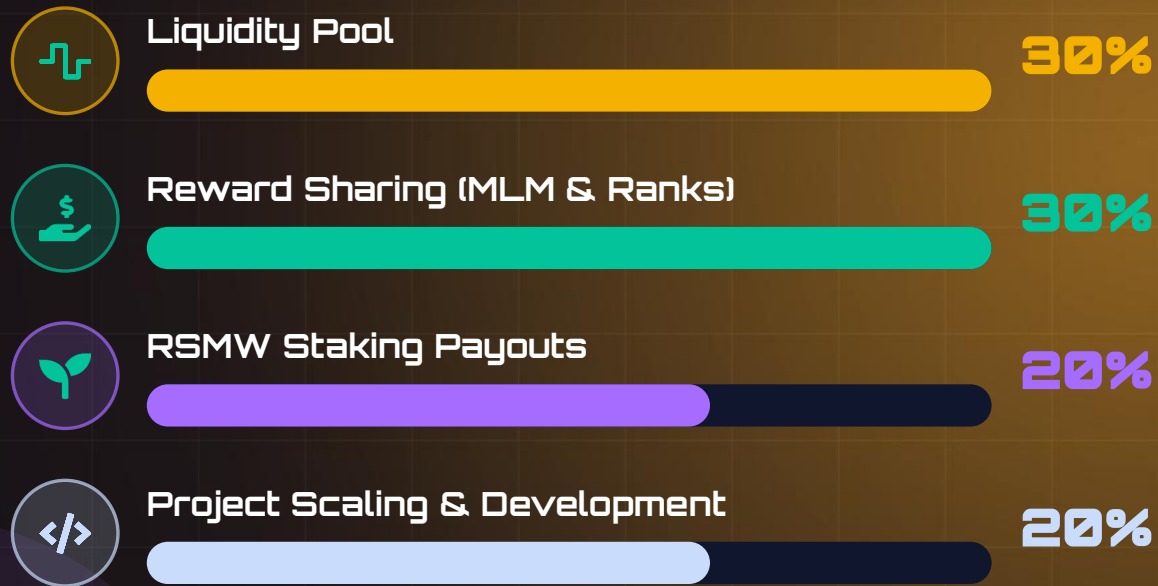 Liquidity Pool
30%
Reward Sharing (MLM & Ranks)
30%
RSMW Staking Payouts
20%
Project Scaling & Development
20%